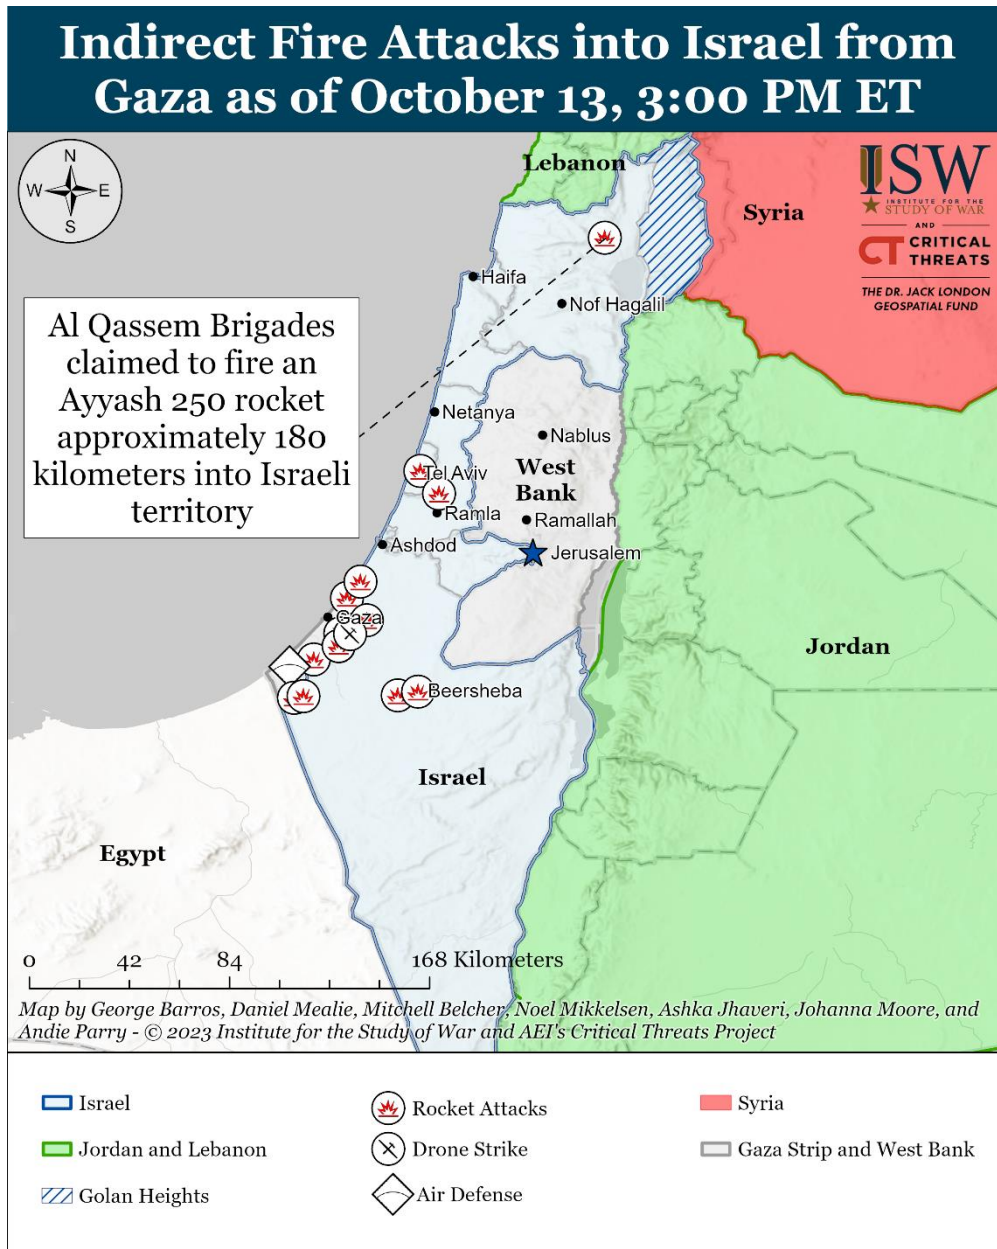 Indirect Fire Attacks into Israel from
Gaza as of October 13, 3:00 PM ET
N
W E
S
Lebanon
Syria
ISW
INSTITUTE FOR THE
STUDY OF WAR
AND
CT CRITICAL
THREATS
THE DR. JACK LONDON
GEOSPATIAL FUND
Haifa
Nof Hagalil
Al Qassem Brigades
claimed to fire an
Ayyash 250 rocket
approximately 180
kilometers into Israeli
territory
Netanya
Nablus
Tel Aviv
West
Bank
Ramla
Ramallah
Ashdod
Jerusalem
Gaza
Jordan
Beersheba
Israel
Egypt
0 42 84 168 Kilometers
Map by George Barros, Daniel Mealie, Mitchell Belcher, Noel Mikkelsen, Ashka Jhaveri, Johanna Moore, and
Andie Parry - © 2023 Institute for the Study of War and AEI's Critical Threats Project
Israel
Rocket Attacks
Syria
Jordan and Lebanon
Drone Strike
Gaza Strip and West Bank
Golan Heights
Air Defense